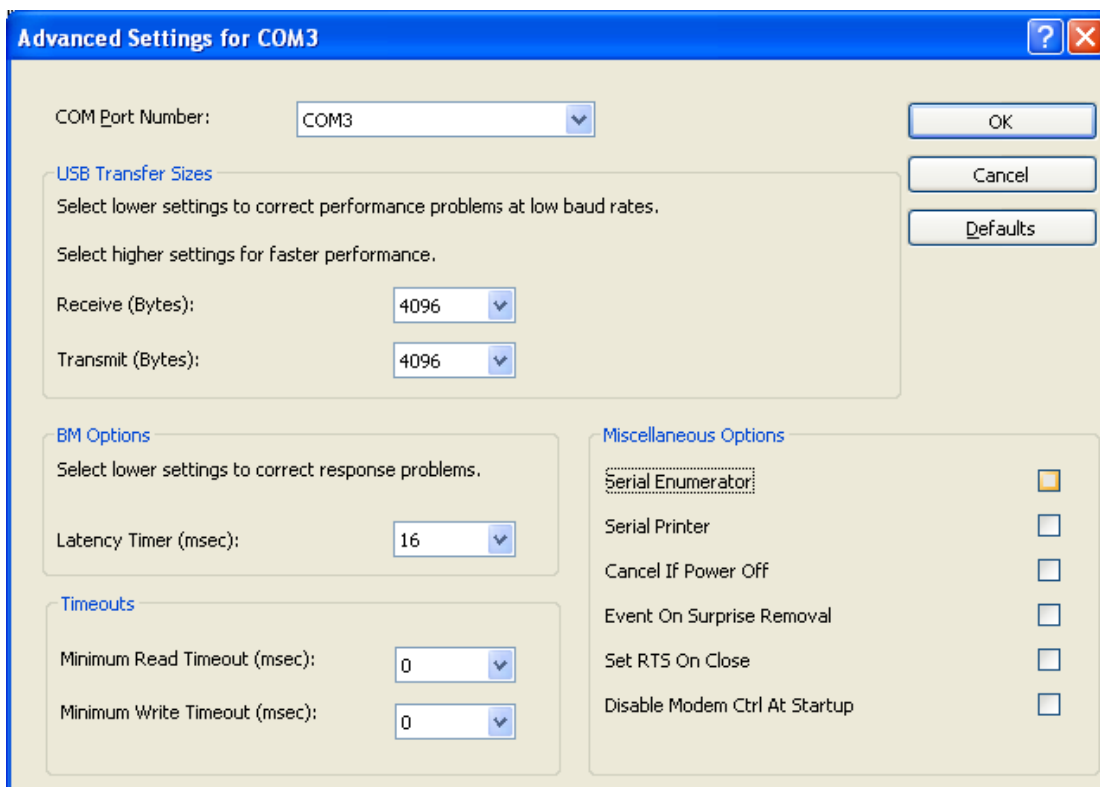 Advanced Settings for COM3
COM Port Number:
COM3
OK
Cancel
Defaults
USB Transfer Sizes
Select lower settings to correct performance problems at low baud rates.
Select higher settings for faster performance.
Receive (Bytes):
4096
Transmit (Bytes):
4096
BM Options
Select lower settings to correct response problems.
Latency Timer (msec):
16
Timeouts
Minimum Read Timeout (msec):
0
Minimum Write Timeout (msec):
0
Miscellaneous Options
Serial Enumerator
Serial Printer
Cancel If Power Off
Event On Surprise Removal
Set RTS On Close
Disable Modem Ctrl At Startup